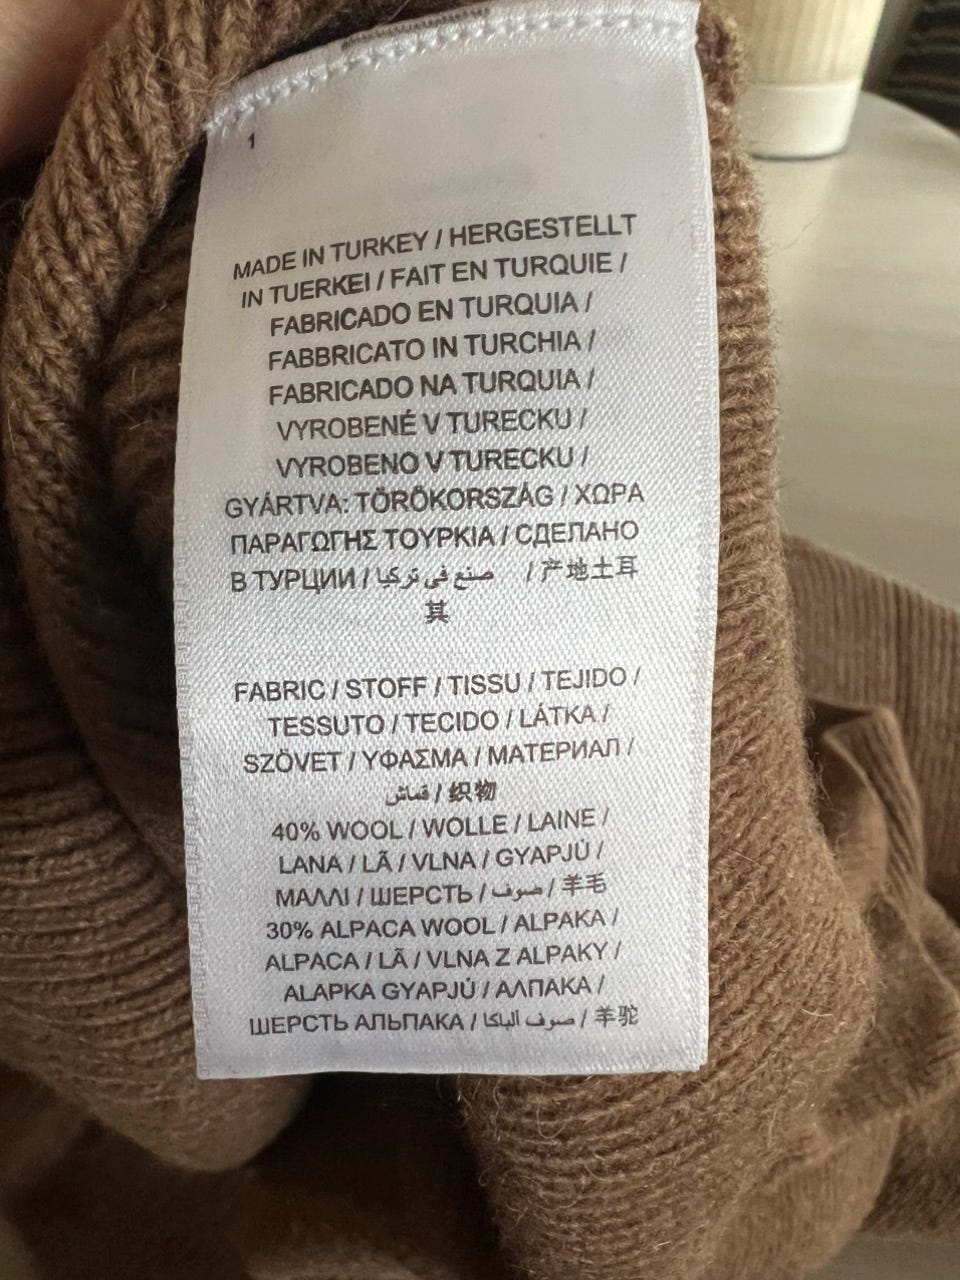 1
MADE IN TURKEY / HERGESTELLT
IN TUERKEI / FAIT EN TURQUIE /
FABRICADO EN TURQUIA /
FABBRICATO IN TURCHIA /
FABRICADO NA TURQUIA /
VYROBENÉ V TURECKU /
VYROBENO V TURECKU /
GYÁRTVA: TÖRÖKORSZÁG / ΧΩΡΑ
ΠΑΡΑΓΩΓΗΣ ΤΟΥΡΚΙΑ / СДЕЛАНО
В ТУРЦИИ / صنع في تركيا / 产地土耳
其
FABRIC / STOFF / TISSU / TEJIDO /
TESSUTO / TECIDO / LÁTKA /
SZÖVET / ΥΦΑΣΜΑ / МАТЕРИАЛ /
قماش / 织物
40% WOOL / WOLLE / LAINE /
LANA / LÃ / VLNA / GYAPJÚ /
ΜΑΛΛΙ / ШЕРСТЬ / صوف / 羊毛
30% ALPACA WOOL / ALPAKA /
ALPACA / LÃ / VLNA Z ALPAKY /
ALAPKA GYAPJÚ / ΑΛΠΑΚΑ /
ШЕРСТЬ АЛЬПАКА / صوف ألباكا / 羊驼